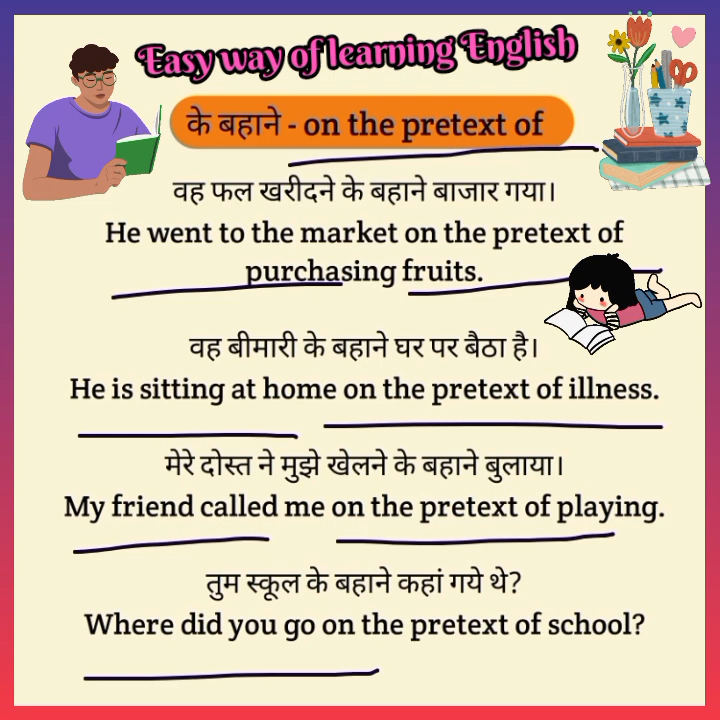 Easy way of learning English
के बहाने - on the pretext of
वह फल खरीदने के बहाने बाजार गया।
He went to the market on the pretext of
purchasing fruits.
वह बीमारी के बहाने घर पर बैठा है।
He is sitting at home on the pretext of illness.
मेरे दोस्त ने मुझे खेलने के बहाने बुलाया।
My friend called me on the pretext of playing.
तुम स्कूल के बहाने कहां गये थे?
Where did you go on the pretext of school?